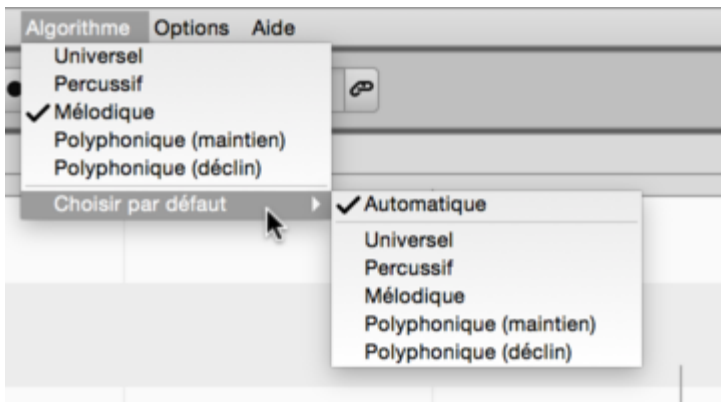 Algorithme Options Aide
Universel
Percussif
Mélodique
Polyphonique (maintien)
Polyphonique (déclin)
Choisir par défaut
Automatique
Universel
Percussif
Mélodique
Polyphonique (maintien)
Polyphonique (déclin)